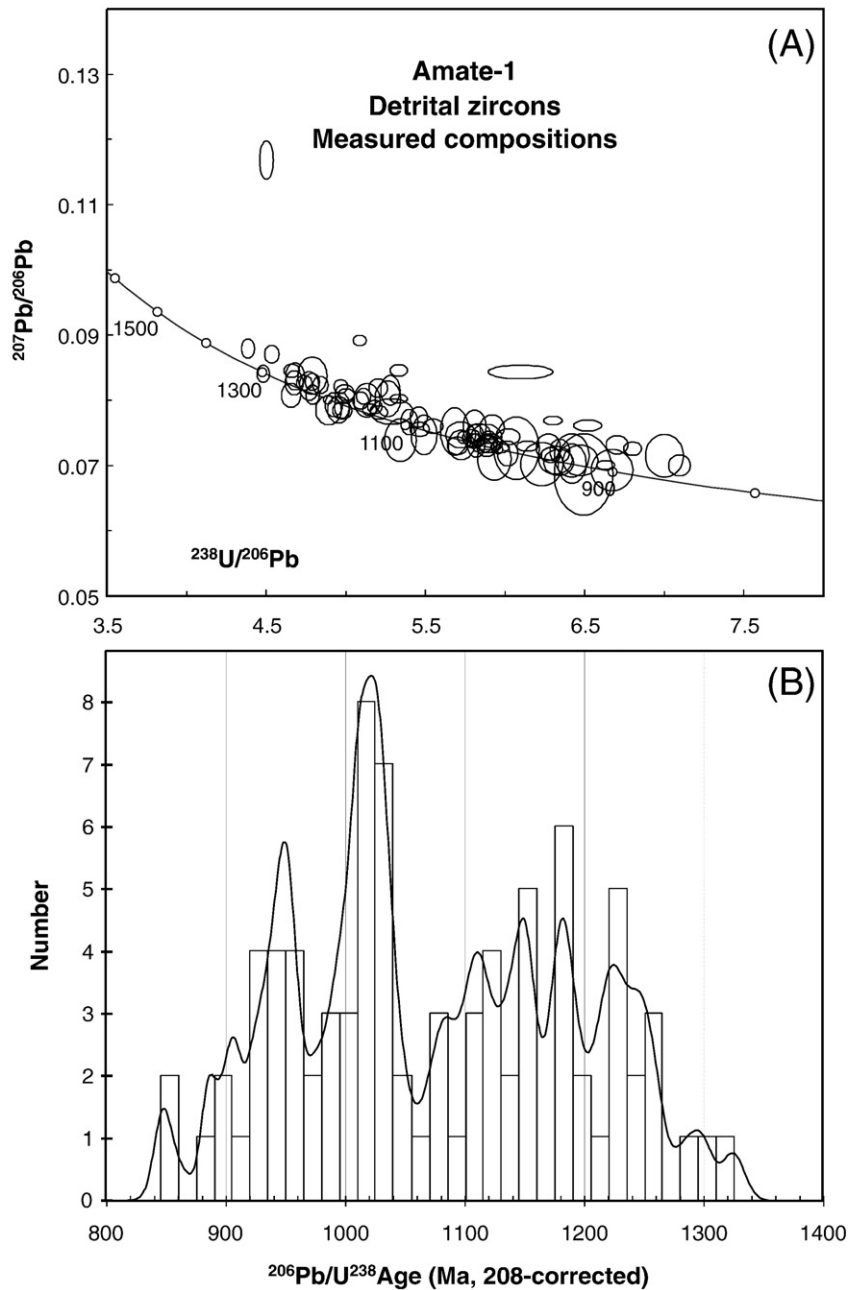 (A)
Amate-1
Detrital zircons
Measured compositions
0.13
0.11
0.09
0.07
0.05
²⁰⁷Pb/²⁰⁶Pb
1500
1300
1100
900
²³⁸U/²⁰⁶Pb
3.5 4.5 5.5 6.5 7.5
(B)
8
7
6
5
4
3
2
1
0
Number
800 900 1000 1100 1200 1300 1400
²⁰⁶Pb/U²³⁸Age (Ma, 208-corrected)